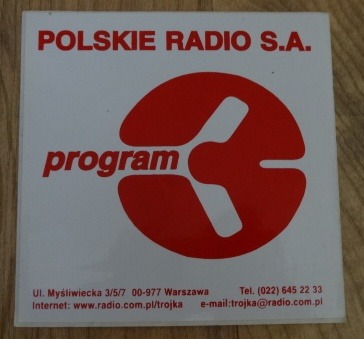 POLSKIE RADIO S.A.
program
Ul. Myśliwiecka 3/5/7 00-977 Warszawa Tel. (022) 645 22 33
Internet: www.radio.com.pl/trojka e-mail:trojka@radio.com.pl